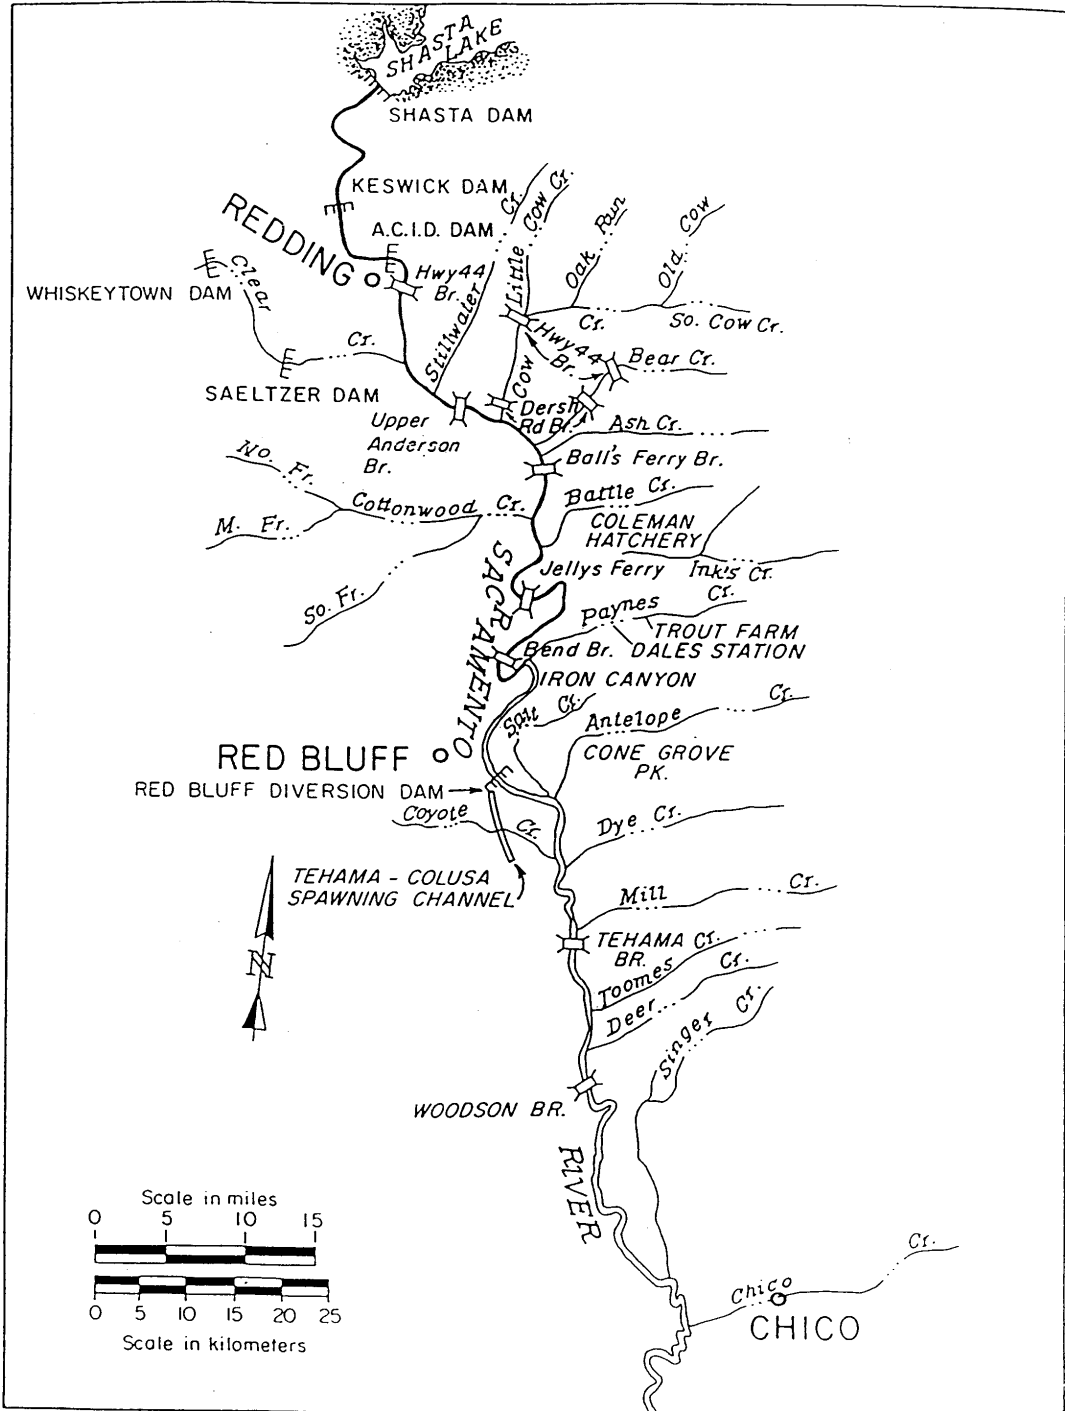 SHASTA
LAKE
SHASTA DAM
KESWICK DAM
REDDING
A.C.I.D. DAM
Hwy 44
Br.
WHISKEYTOWN DAM
Clear
Cr.
SAELTZER DAM
Stillwater
Cr.
Little
Cow Cr.
Oak Run
Old Cow
Cr.
So. Cow Cr.
Hwy 44
Br.
Bear Cr.
Cow
Dersh
Rd Br.
Ash Cr.
Upper
Anderson
Br.
Ball's Ferry Br.
No. Fr.
Cottonwood Cr.
M. Fr.
So. Fr.
Battle Cr.
COLEMAN
HATCHERY
Ink's Cr.
Jellys Ferry
Paynes
Cr.
TROUT FARM
DALES STATION
Bend Br.
IRON CANYON
SACRAMENTO
Salt Cr.
Antelope
Cr.
CONE GROVE
PK.
RED BLUFF
RED BLUFF DIVERSION DAM
Coyote
Cr.
Dye Cr.
TEHAMA - COLUSA
SPAWNING CHANNEL
Mill
Cr.
N
TEHAMA
BR.
Toomes
Cr.
Deer
Cr.
Singer
Cr.
WOODSON BR.
RIVER
Scale in miles
0 5 10 15
0 5 10 15 20 25
Scale in kilometers
Chico
Cr.
CHICO